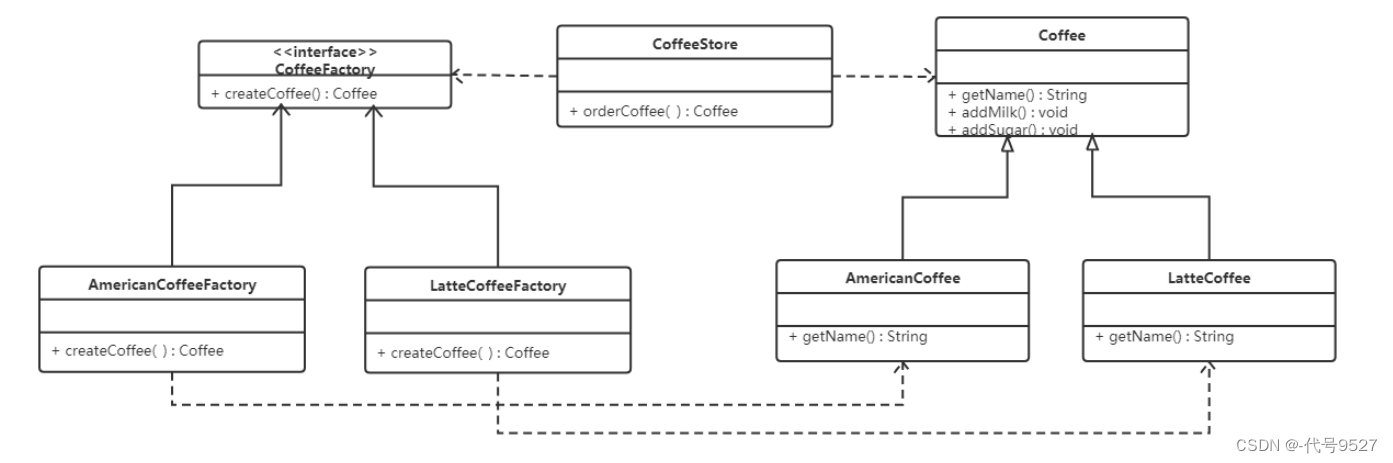 <<interface>>
CoffeeFactory
+ createCoffee() : Coffee
CoffeeStore
+ orderCoffee( ) : Coffee
Coffee
+ getName() : String
+ addMilk() : void
+ addSugar() : void
AmericanCoffeeFactory
+ createCoffee( ) : Coffee
LatteCoffeeFactory
+ createCoffee( ) : Coffee
AmericanCoffee
+ getName() : String
LatteCoffee
+ getName() : String
CSDN @-代号9527